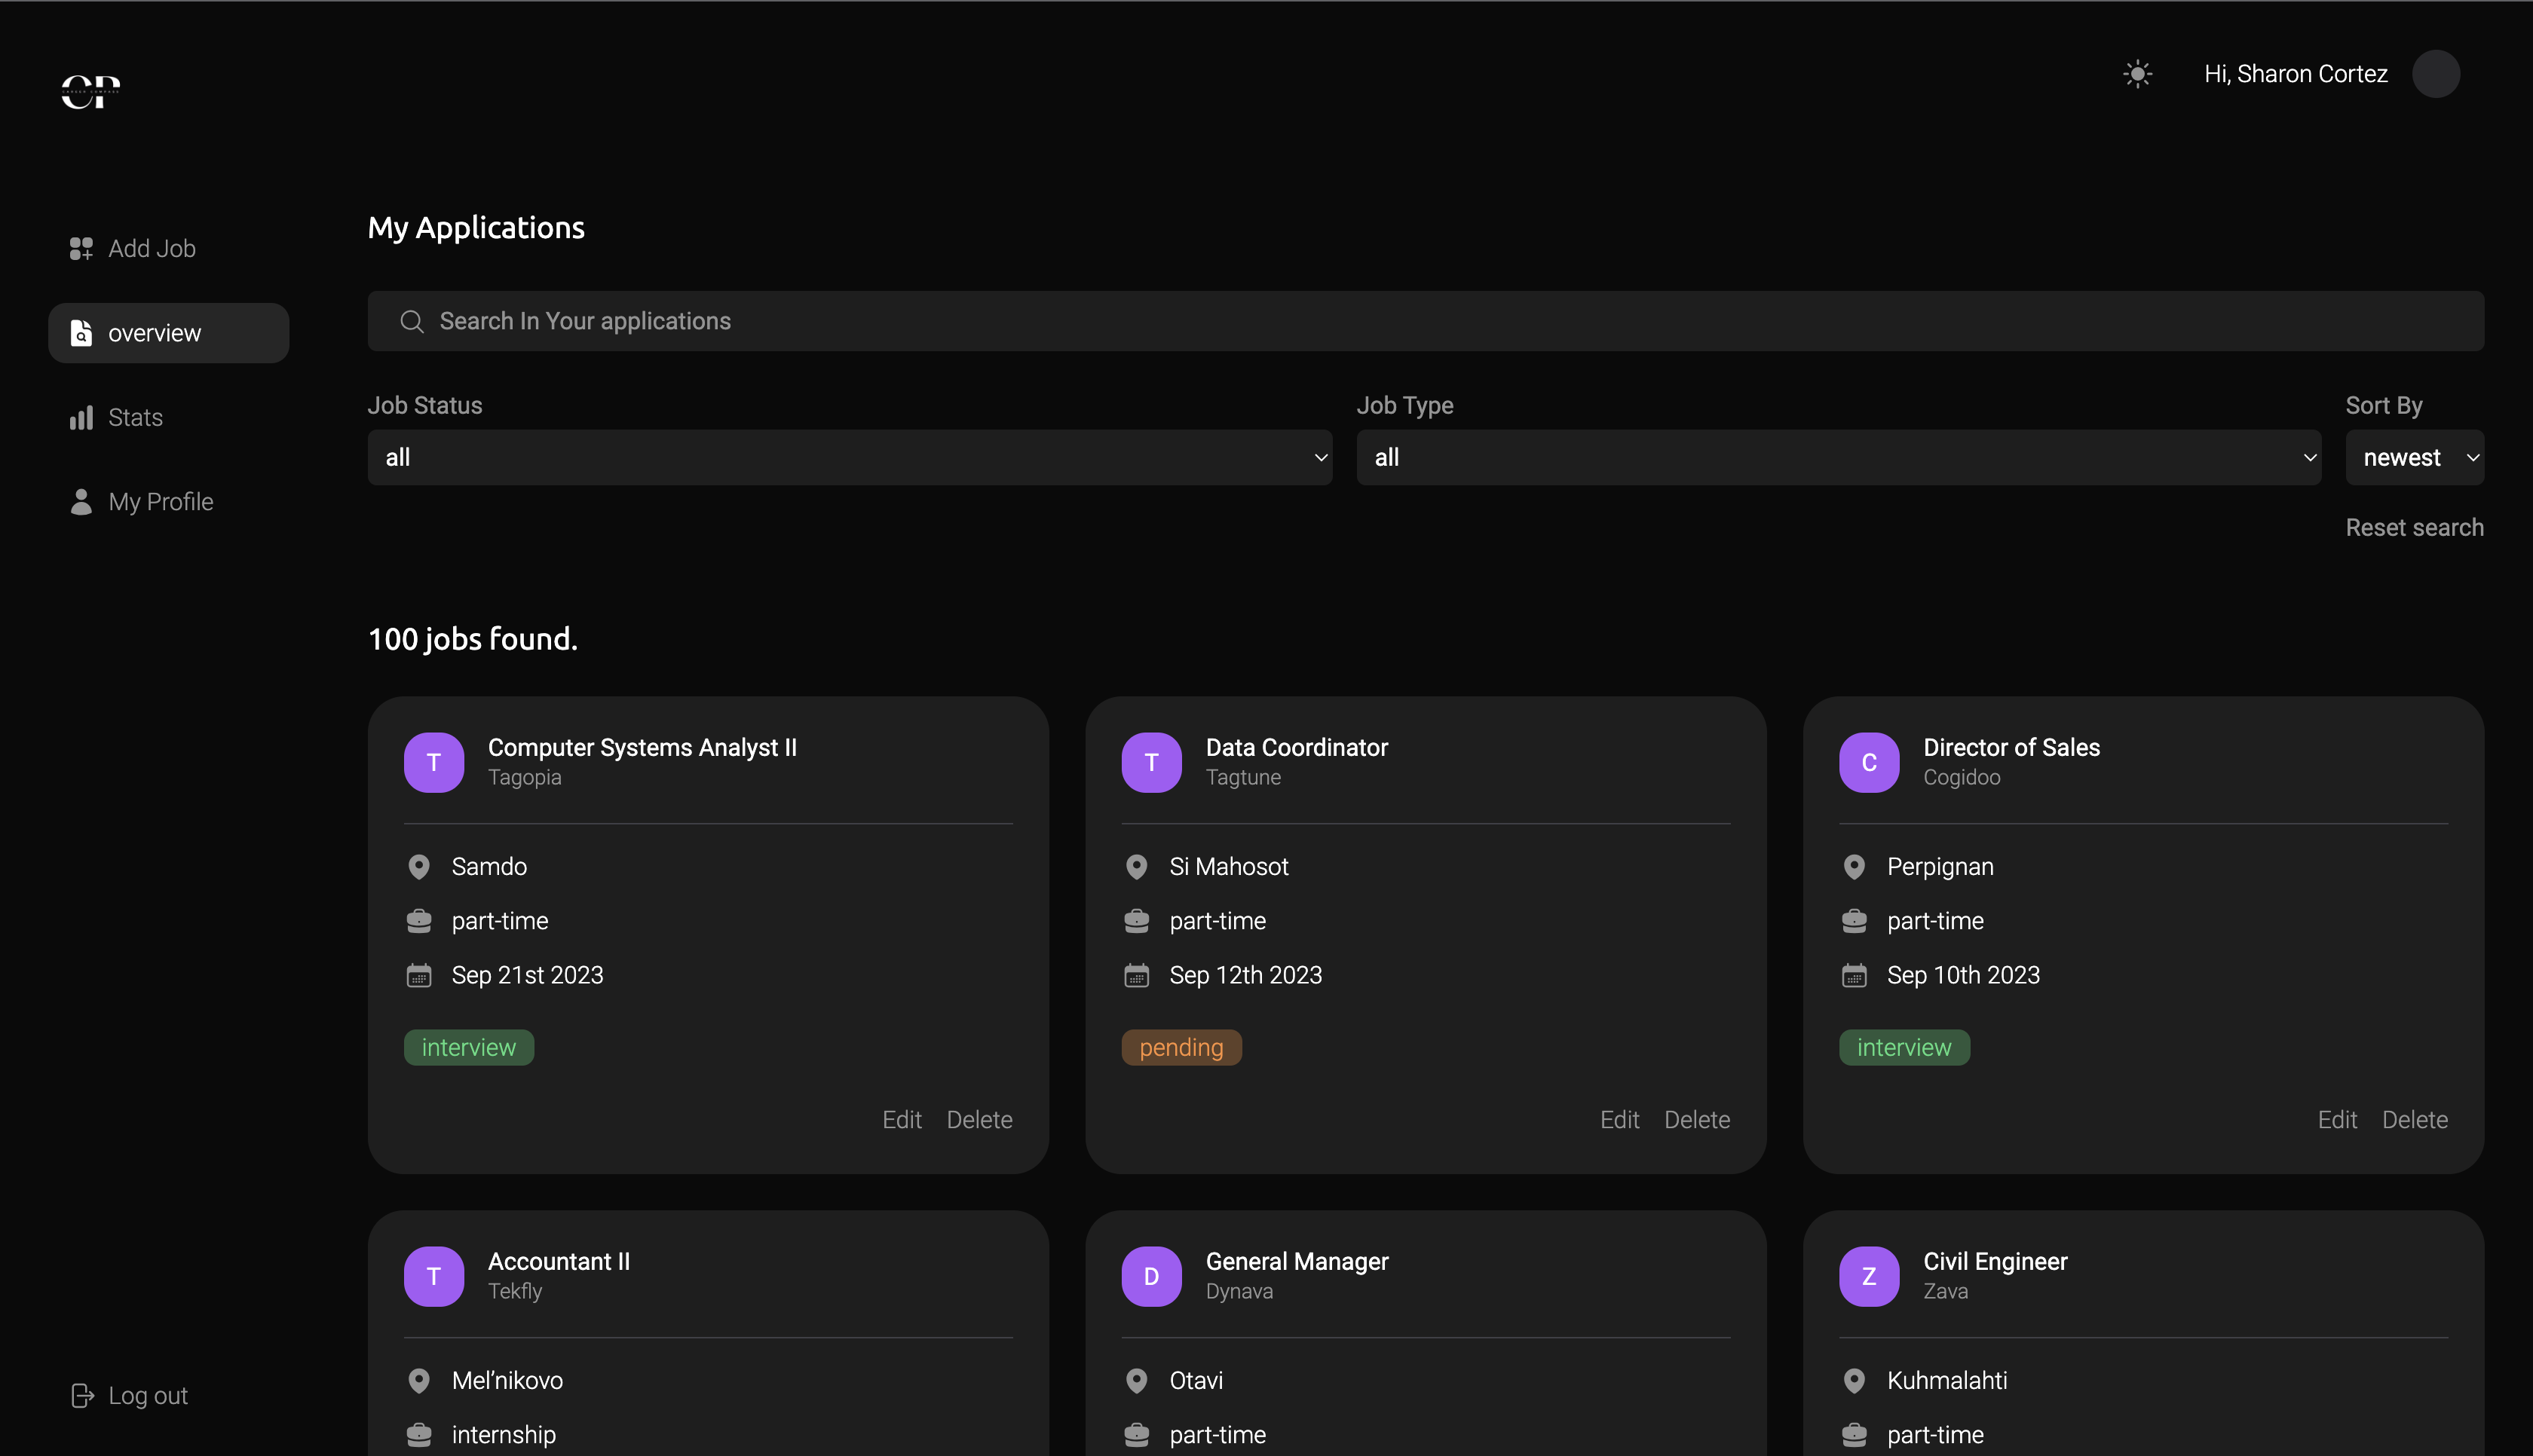 CP
Hi, Sharon Cortez
Add Job
overview
Stats
My Profile
Log out
My Applications
Search In Your applications
Job Status
all
Job Type
all
Sort By
newest
Reset search
100 jobs found.
T
Computer Systems Analyst II
Tagopia
Samdo
part-time
Sep 21st 2023
interview
Edit Delete
T
Data Coordinator
Tagtune
Si Mahosot
part-time
Sep 12th 2023
pending
Edit Delete
C
Director of Sales
Cogidoo
Perpignan
part-time
Sep 10th 2023
interview
Edit Delete
T
Accountant II
Tekfly
Mel’nikovo
internship
D
General Manager
Dynava
Otavi
part-time
Z
Civil Engineer
Zava
Kuhmalahti
part-time